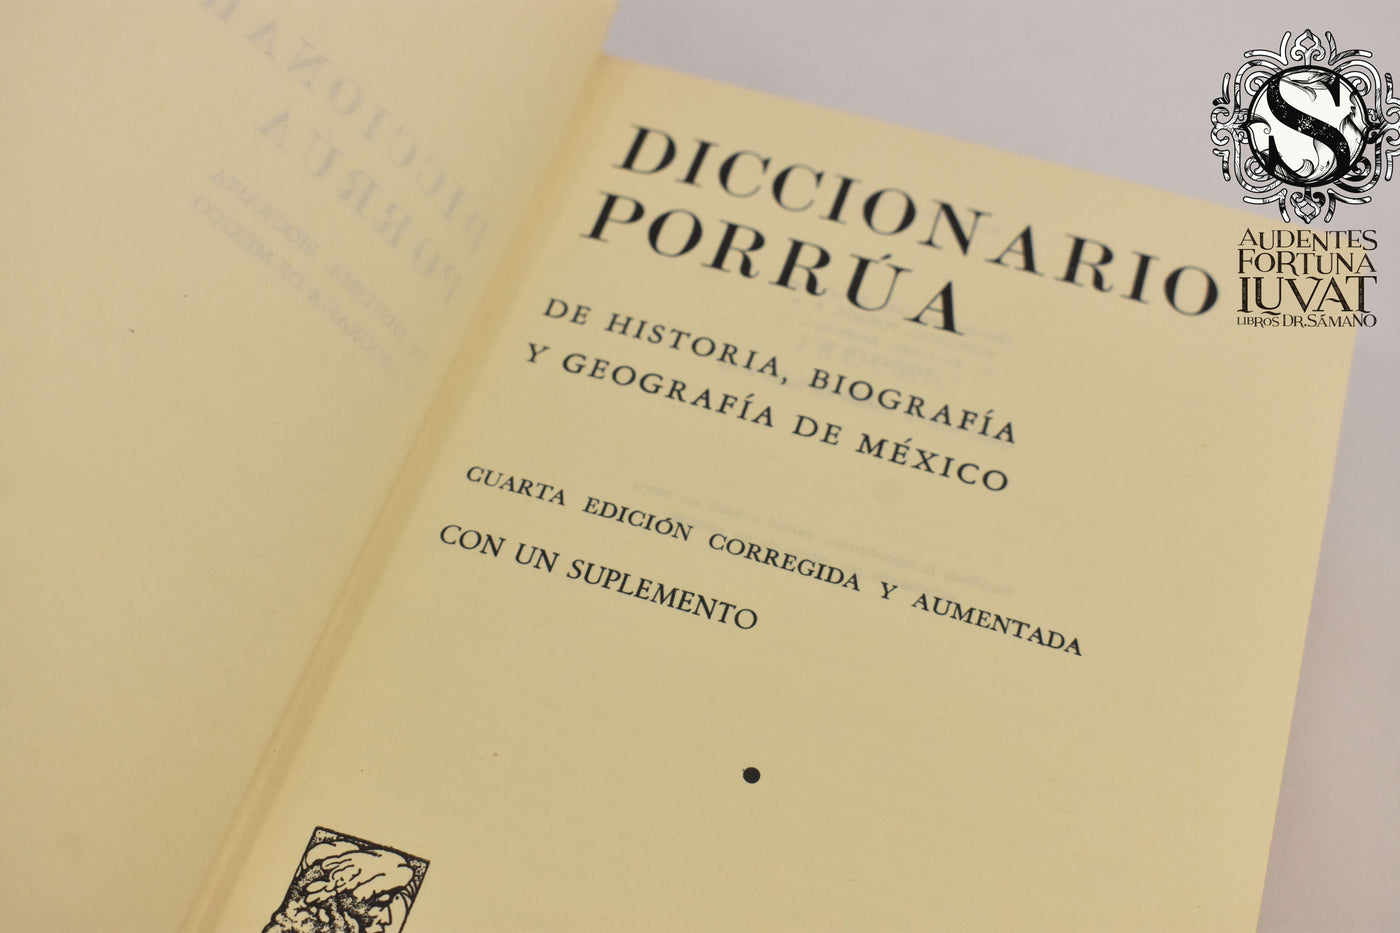 DICCIONARIO
PORRÚA
DE HISTORIA, BIOGRAFÍA
Y GEOGRAFÍA DE MÉXICO
CUARTA EDICIÓN CORREGIDA Y AUMENTADA
CON UN SUPLEMENTO
S
AUDENTES
FORTUNA
IUVAT
LIBROS DR. SÁMANO